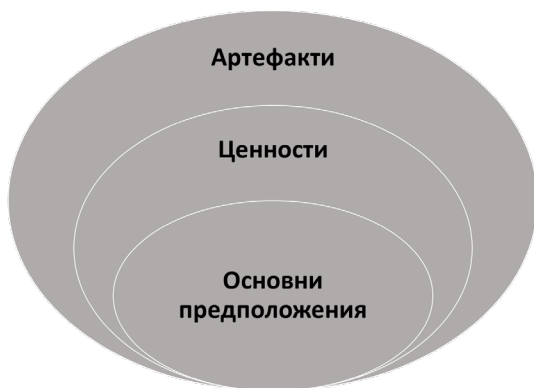 Артефакти
Ценности
Основни
предположения